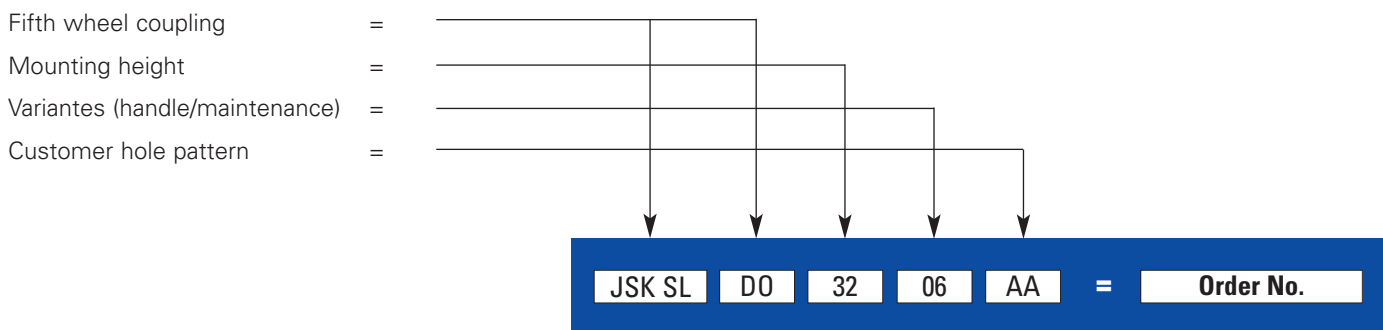 Fifth wheel coupling =
Mounting height =
Variantes (handle/maintenance) =
Customer hole pattern =
JSK SL DO 32 06 AA = Order No.